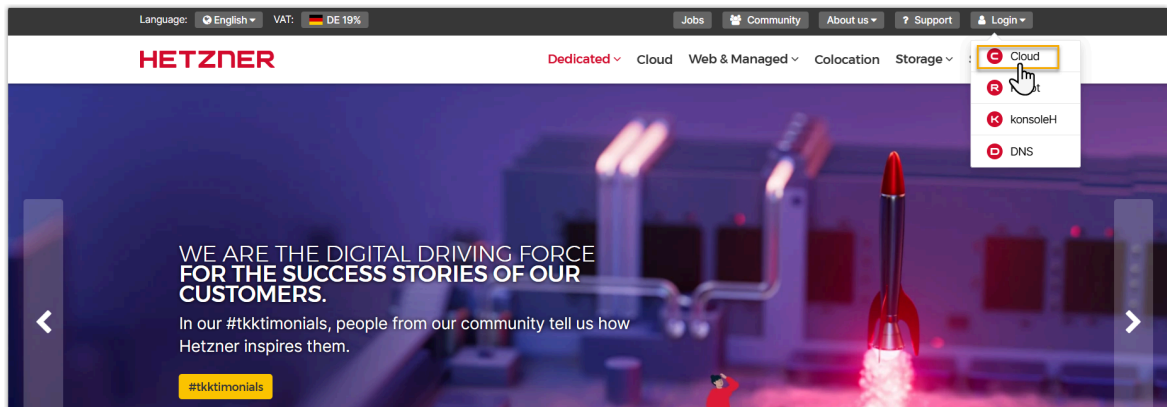 Language: English VAT: DE 19% Jobs Community About us ? Support Login
HETZNER Dedicated Cloud Web & Managed Colocation Storage
C Cloud
R
K konsoleH
D DNS
WE ARE THE DIGITAL DRIVING FORCE
FOR THE SUCCESS STORIES OF OUR
CUSTOMERS.
In our #tkktimonials, people from our community tell us how
Hetzner inspires them.
#tkktimonials